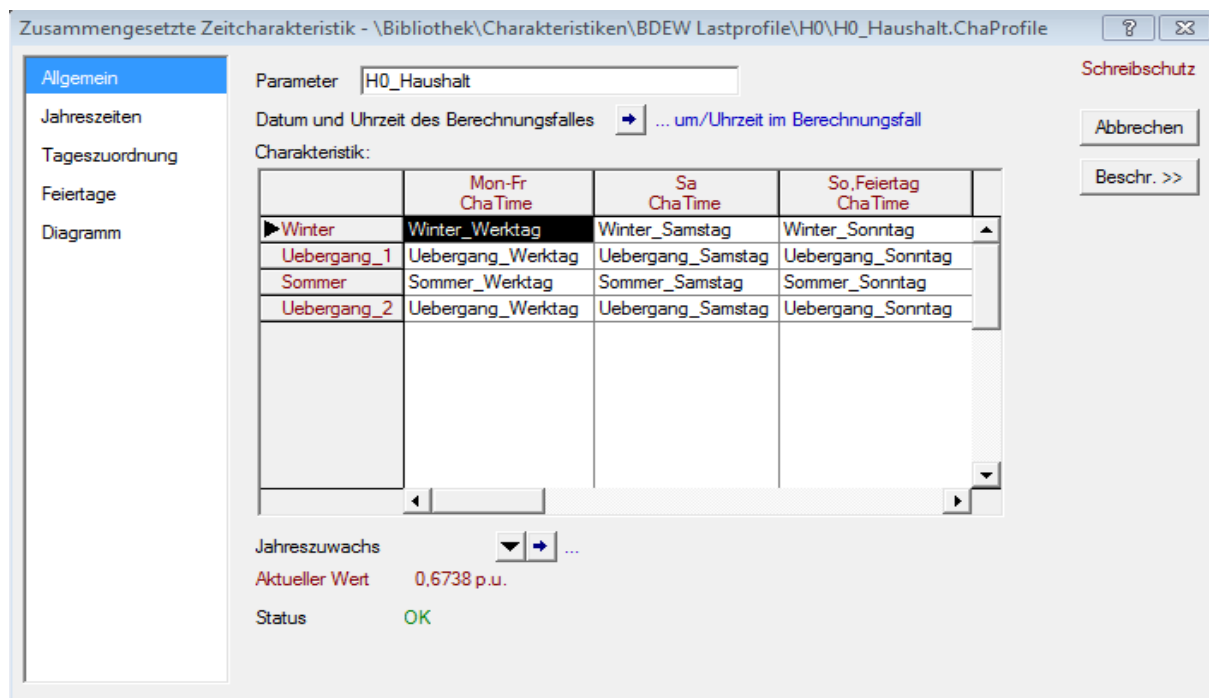 Zusammengesetzte Zeitcharakteristik - \Bibliothek\Charakteristiken\BDEW Lastprofile\H0\H0_Haushalt.ChaProfile
Allgemein
Jahreszeiten
Tageszuordnung
Feiertage
Diagramm
Parameter H0_Haushalt
Datum und Uhrzeit des Berechnungsfalles ... um/Uhrzeit im Berechnungsfall
Charakteristik:
Mon-Fr Sa So,Feiertag
ChaTime ChaTime ChaTime
Winter Winter_Werktag Winter_Samstag Winter_Sonntag
Uebergang_1 Uebergang_Werktag Uebergang_Samstag Uebergang_Sonntag
Sommer Sommer_Werktag Sommer_Samstag Sommer_Sonntag
Uebergang_2 Uebergang_Werktag Uebergang_Samstag Uebergang_Sonntag
Jahreszuwachs ...
Aktueller Wert 0,6738 p.u.
Status OK
Schreibschutz
Abbrechen
Beschr. >>